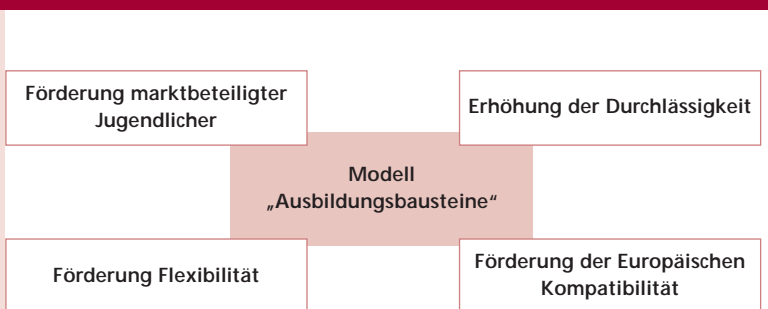 Förderung marktbeteiligter
Jugendlicher
Erhöhung der Durchlässigkeit
Modell
„Ausbildungsbausteine“
Förderung Flexibilität
Förderung der Europäischen
Kompatibilität